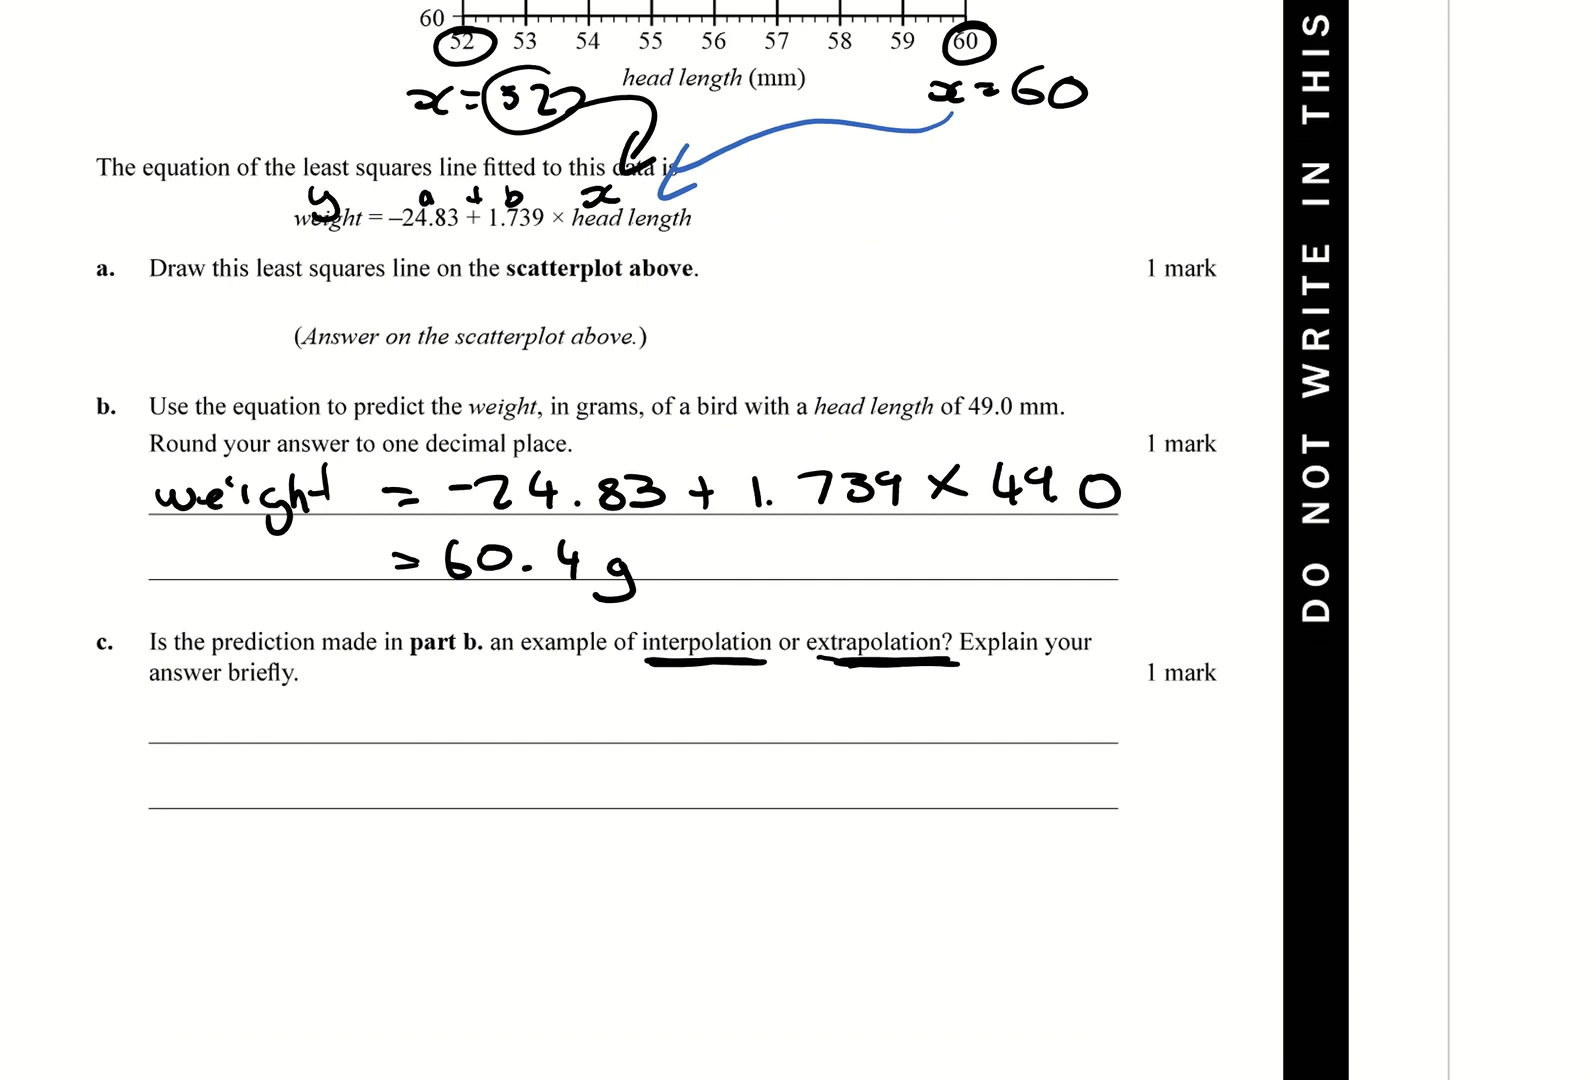 60
52 53 54 55 56 57 58 59 60
head length (mm)
x = 52
x = 60
The equation of the least squares line fitted to this data is
y a + b x
weight = –24.83 + 1.739 × head length
a. Draw this least squares line on the scatterplot above. 1 mark
(Answer on the scatterplot above.)
b. Use the equation to predict the weight, in grams, of a bird with a head length of 49.0 mm.
Round your answer to one decimal place. 1 mark
weight = -24.83 + 1.739 × 49.0
= 60.4 g
c. Is the prediction made in part b. an example of interpolation or extrapolation? Explain your
answer briefly. 1 mark
DO NOT WRITE IN THIS